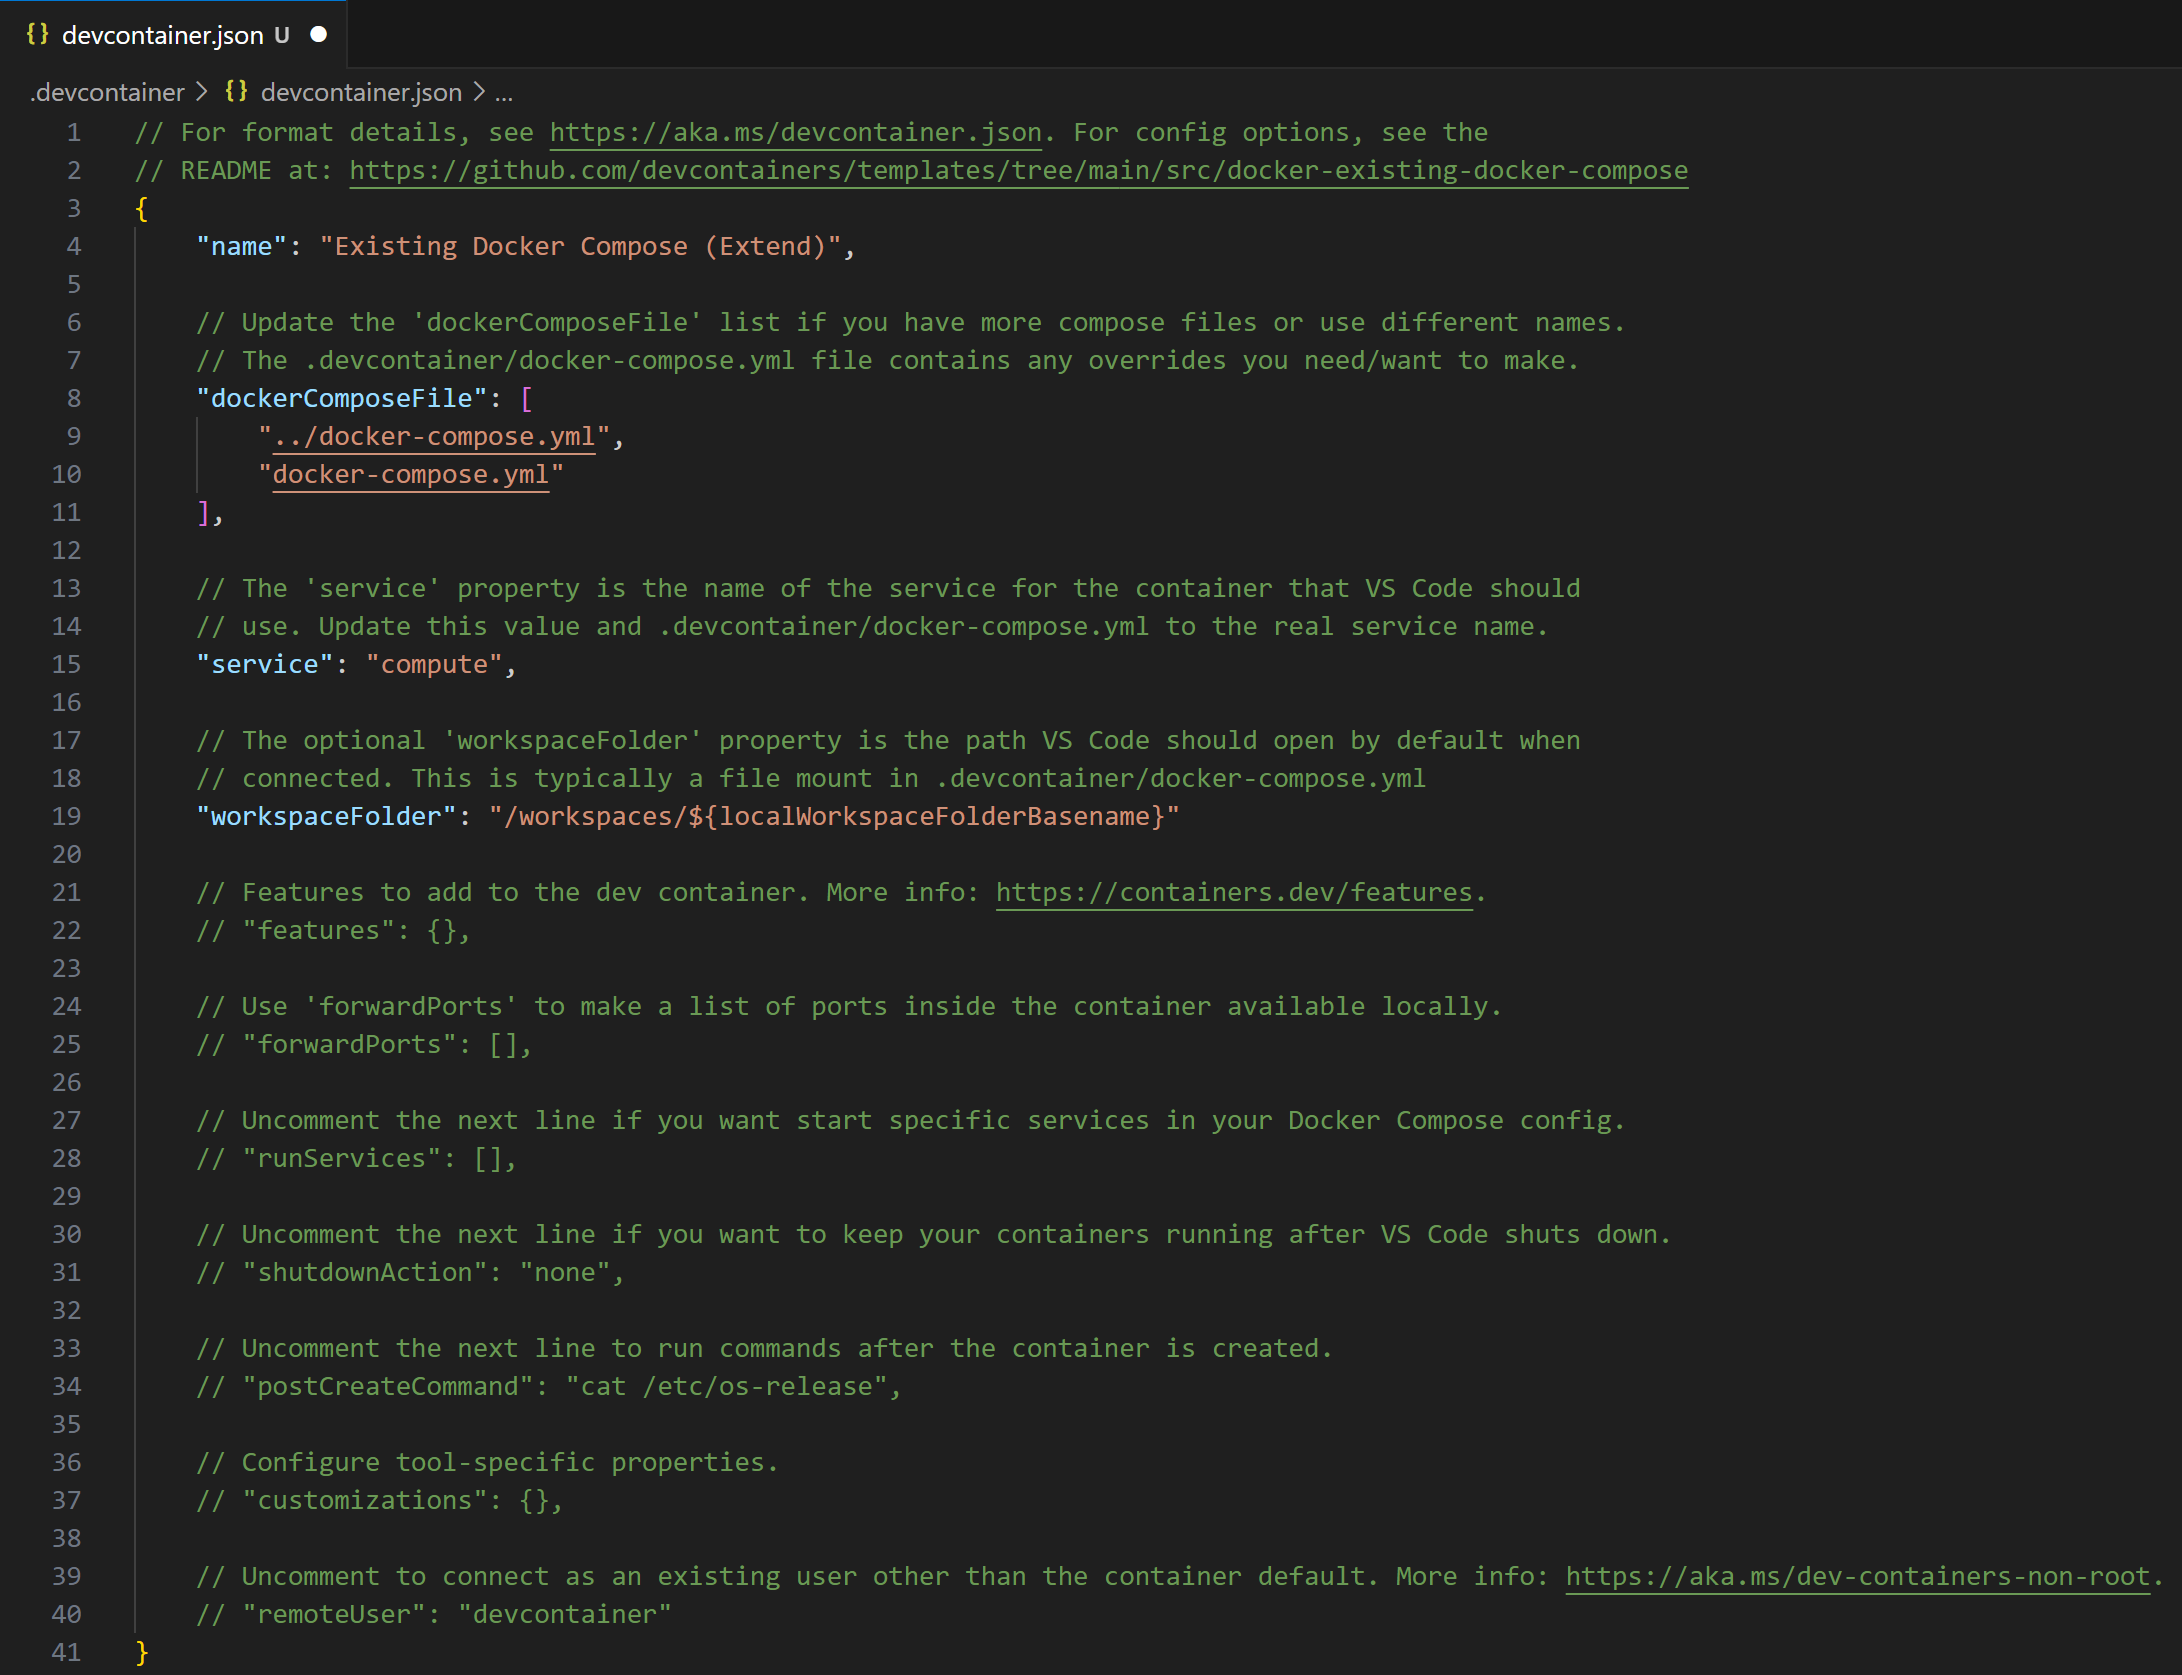 {} devcontainer.json U
.devcontainer > {} devcontainer.json > ...
1 // For format details, see https://aka.ms/devcontainer.json. For config options, see the
2 // README at: https://github.com/devcontainers/templates/tree/main/src/docker-existing-docker-compose
3 {
4 "name": "Existing Docker Compose (Extend)",
5
6 // Update the 'dockerComposeFile' list if you have more compose files or use different names.
7 // The .devcontainer/docker-compose.yml file contains any overrides you need/want to make.
8 "dockerComposeFile": [
9 "../docker-compose.yml",
10 "docker-compose.yml"
11 ],
12
13 // The 'service' property is the name of the service for the container that VS Code should
14 // use. Update this value and .devcontainer/docker-compose.yml to the real service name.
15 "service": "compute",
16
17 // The optional 'workspaceFolder' property is the path VS Code should open by default when
18 // connected. This is typically a file mount in .devcontainer/docker-compose.yml
19 "workspaceFolder": "/workspaces/${localWorkspaceFolderBasename}"
20
21 // Features to add to the dev container. More info: https://containers.dev/features.
22 // "features": {},
23
24 // Use 'forwardPorts' to make a list of ports inside the container available locally.
25 // "forwardPorts": [],
26
27 // Uncomment the next line if you want start specific services in your Docker Compose config.
28 // "runServices": [],
29
30 // Uncomment the next line if you want to keep your containers running after VS Code shuts down.
31 // "shutdownAction": "none",
32
33 // Uncomment the next line to run commands after the container is created.
34 // "postCreateCommand": "cat /etc/os-release",
35
36 // Configure tool-specific properties.
37 // "customizations": {},
38
39 // Uncomment to connect as an existing user other than the container default. More info: https://aka.ms/dev-containers-non-root.
40 // "remoteUser": "devcontainer"
41 }